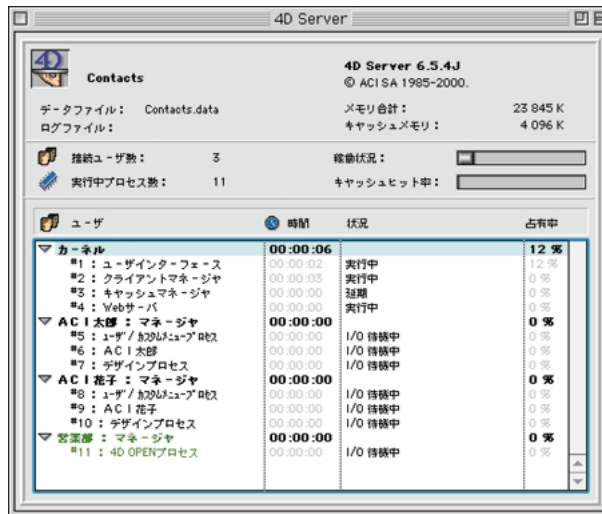 4D Server
4D
Contacts
4D Server 6.5.4J
© ACI SA 1985-2000.
データファイル： Contacts.data
メモリ合計： 23 845 K
ログファイル：
キャッシュメモリ： 4 096 K
接続ユーザ数： 3
稼働状況：
実行中プロセス数： 11
キャッシュヒット率：
ユーザ 時間 状況 占有率
カーネル 00:00:06 12 %
#1 : ユーザインターフェース 00:00:02 実行中 12 %
#2 : クライアントマネージャ 00:00:03 実行中 0 %
#3 : キャッシュマネージャ 00:00:00 延期 0 %
#4 : Webサーバ 00:00:00 実行中 0 %
ACI太郎 : マネージャ 00:00:00 0 %
#5 : ユーザ / カスタムメニュープロセス 00:00:00 I/O 待機中 0 %
#6 : ACI太郎 00:00:00 I/O 待機中 0 %
#7 : デザインプロセス 00:00:00 I/O 待機中 0 %
ACI花子 : マネージャ 00:00:00 0 %
#8 : ユーザ / カスタムメニュープロセス 00:00:00 I/O 待機中 0 %
#9 : ACI花子 00:00:00 I/O 待機中 0 %
#10 : デザインプロセス 00:00:00 I/O 待機中 0 %
営業部 : マネージャ 00:00:00 0 %
#11 : 4D OPENプロセス 00:00:00 I/O 待機中 0 %